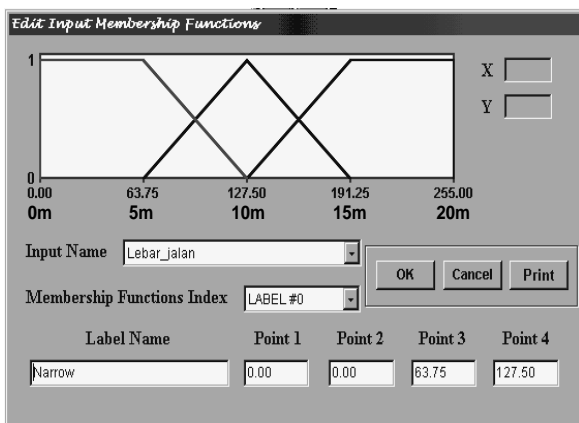 Edit Input Membership Functions
1
X
Y
0
0.00 63.75 127.50 191.25 255.00
0m 5m 10m 15m 20m
Input Name Lebar_jalan
OK Cancel Print
Membership Functions Index LABEL #0
Label Name Point 1 Point 2 Point 3 Point 4
Narrow 0.00 0.00 63.75 127.50